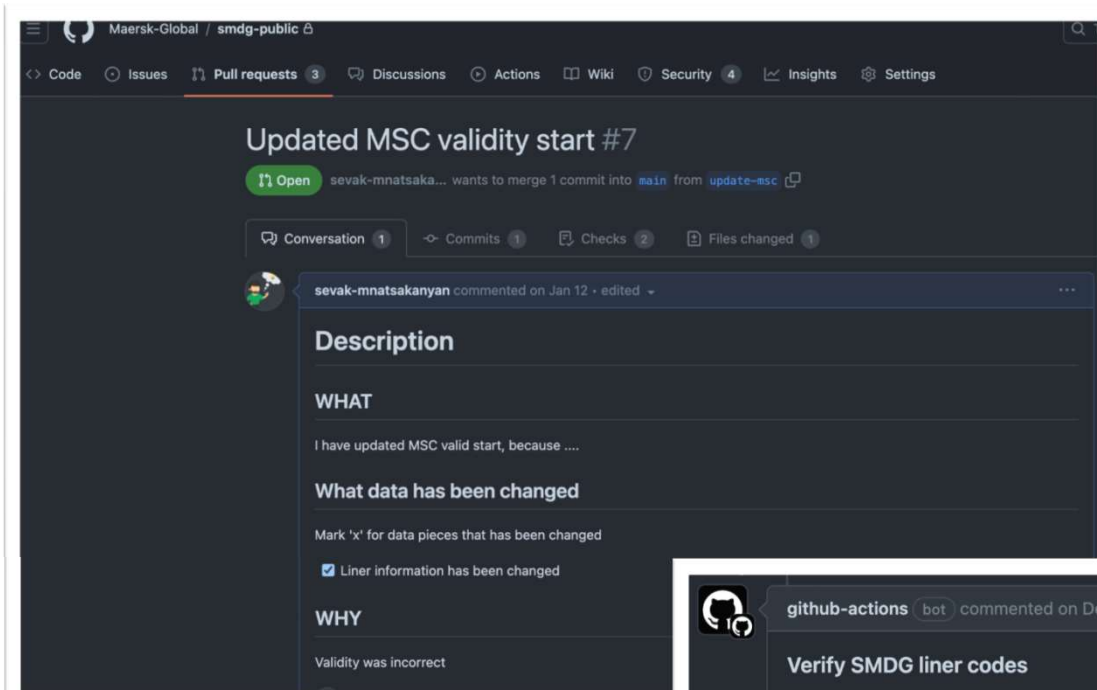 Maersk-Global / smdg-public
Code Issues Pull requests 3 Discussions Actions Wiki Security 4 Insights Settings
Updated MSC validity start #7
Open sevak-mnatsaka... wants to merge 1 commit into main from update-msc
Conversation 1 Commits 1 Checks 2 Files changed 1
sevak-mnatsakanyan commented on Jan 12 • edited
Description
WHAT
I have updated MSC valid start, because ....
What data has been changed
Mark 'x' for data pieces that has been changed
Liner information has been changed
WHY
Validity was incorrect
github-actions bot commented on
Verify SMDG liner codes